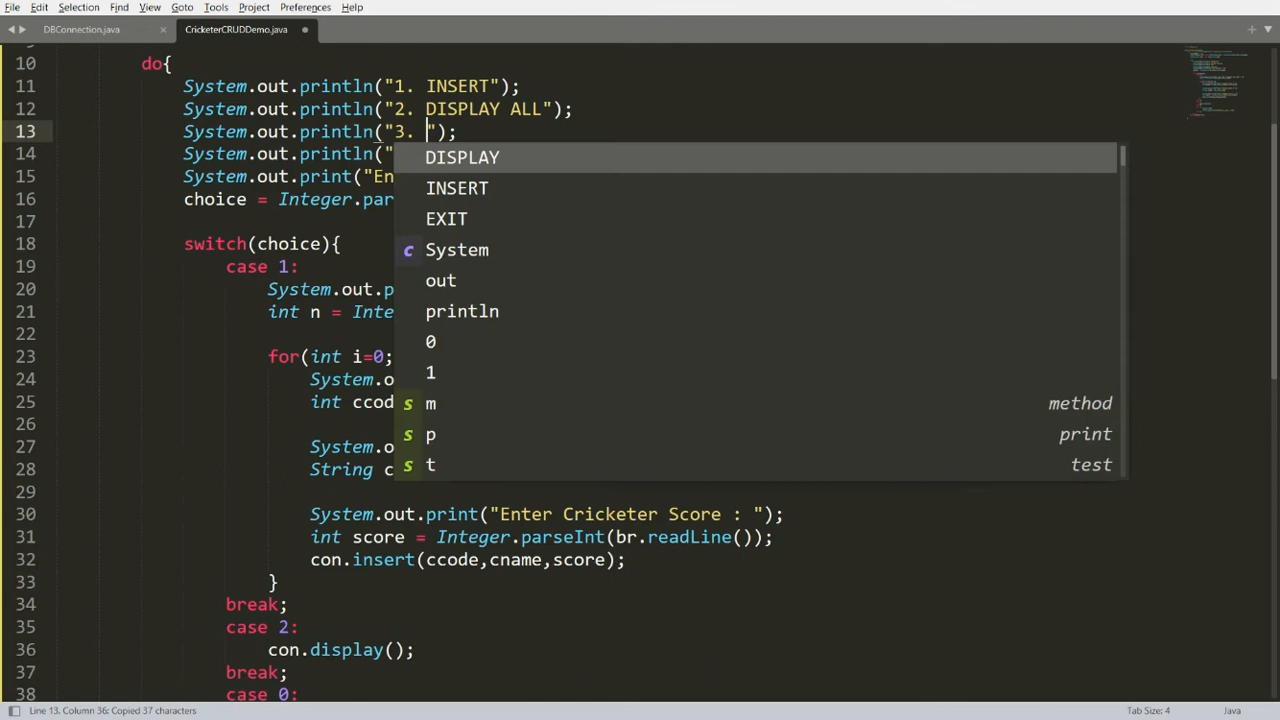 File Edit Selection Find View Goto Tools Project Preferences Help
DBConnection.java × CricketerCRUDDemo.java
10 do{
11 System.out.println("1. INSERT");
12 System.out.println("2. DISPLAY ALL");
13 System.out.println("3. ");
14 System.out.println("
15 System.out.print("En
16 choice = Integer.par
17
18 switch(choice){
19 case 1:
20 System.out.p
21 int n = Inte
22
23 for(int i=0;
24 System.o
25 int ccod
26
27 System.o
28 String c
29
30 System.out.print("Enter Cricketer Score : ");
31 int score = Integer.parseInt(br.readLine());
32 con.insert(ccode,cname,score);
33 }
34 break;
35 case 2:
36 con.display();
37 break;
38 case 0:
DISPLAY
INSERT
EXIT
c System
out
println
0
1
s m method
s p print
s t test
Line 13, Column 36; Copied 37 characters Tab Size: 4 Java